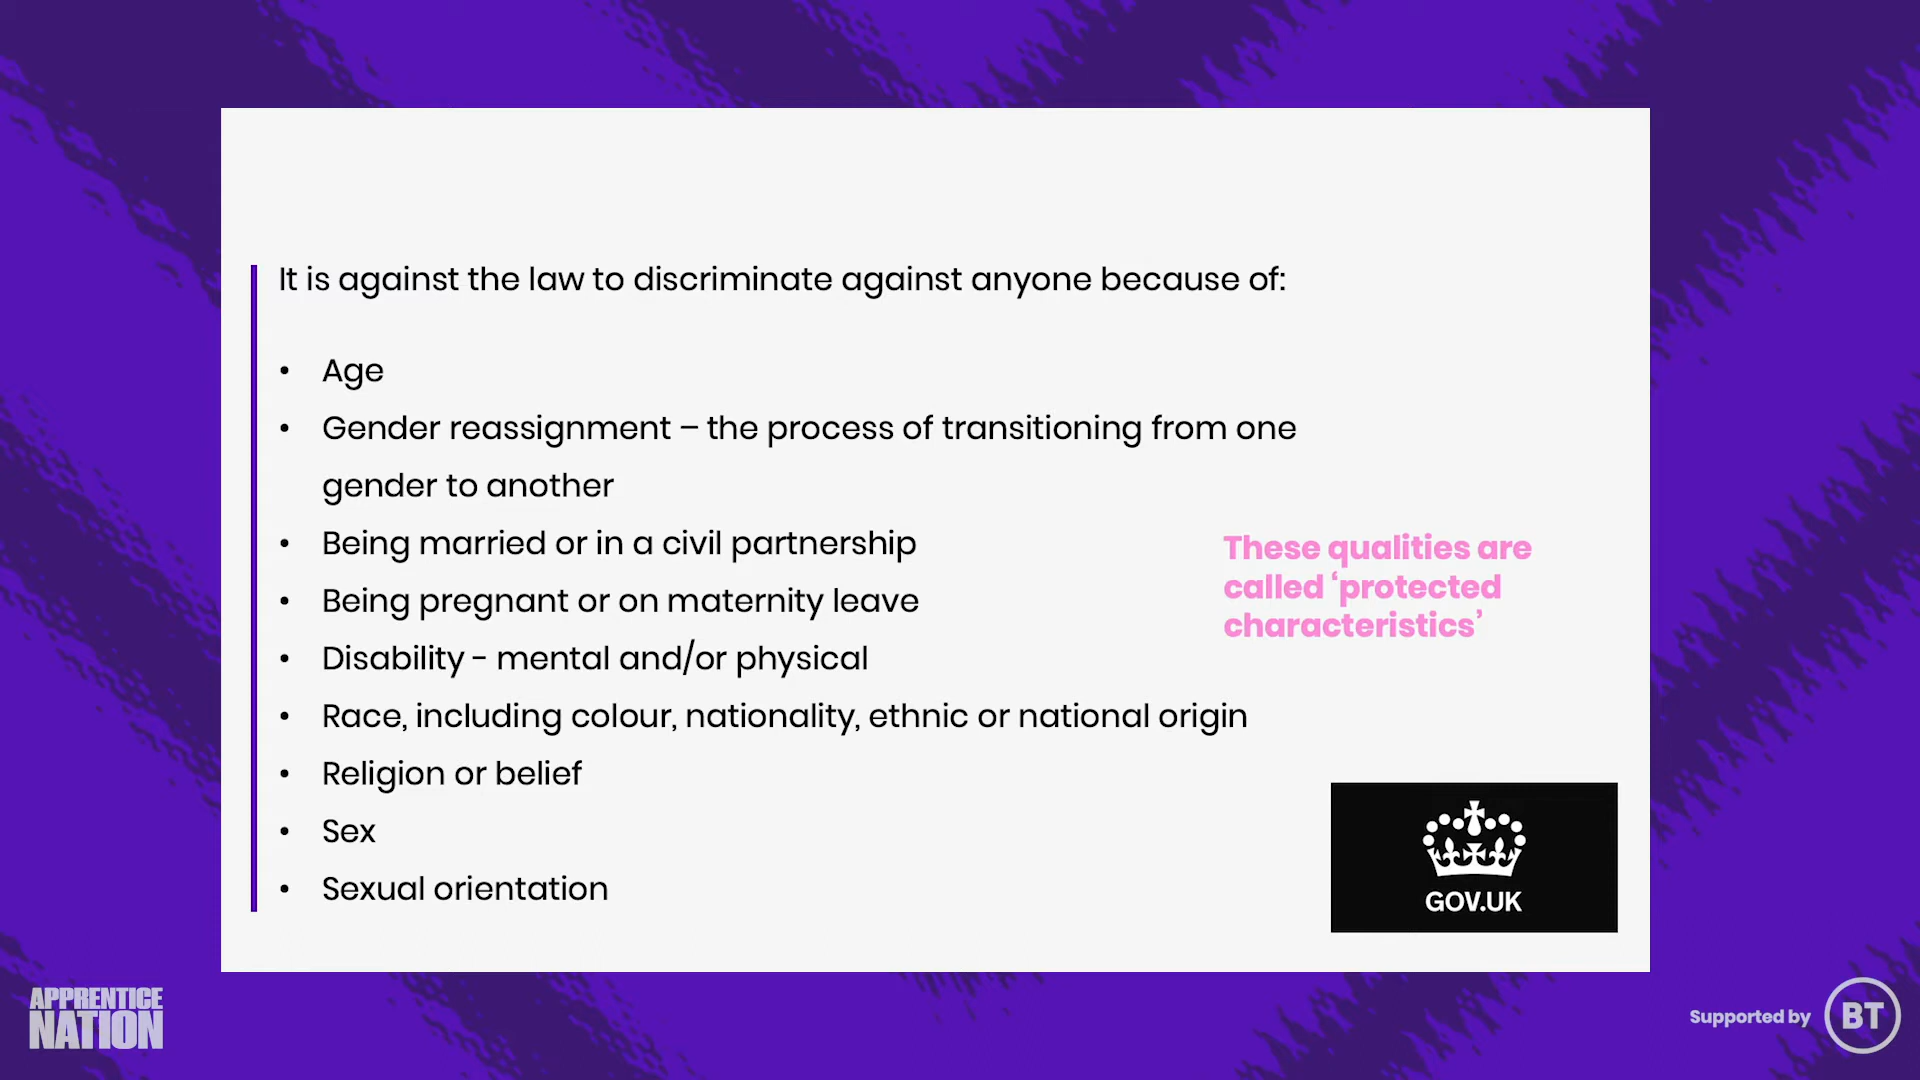 It is against the law to discriminate against anyone because of:
• Age
• Gender reassignment – the process of transitioning from one
gender to another
• Being married or in a civil partnership
• Being pregnant or on maternity leave
• Disability - mental and/or physical
• Race, including colour, nationality, ethnic or national origin
• Religion or belief
• Sex
• Sexual orientation
These qualities are
called ‘protected
characteristics’
GOV.UK
APPRENTICE
NATION
Supported by
BT